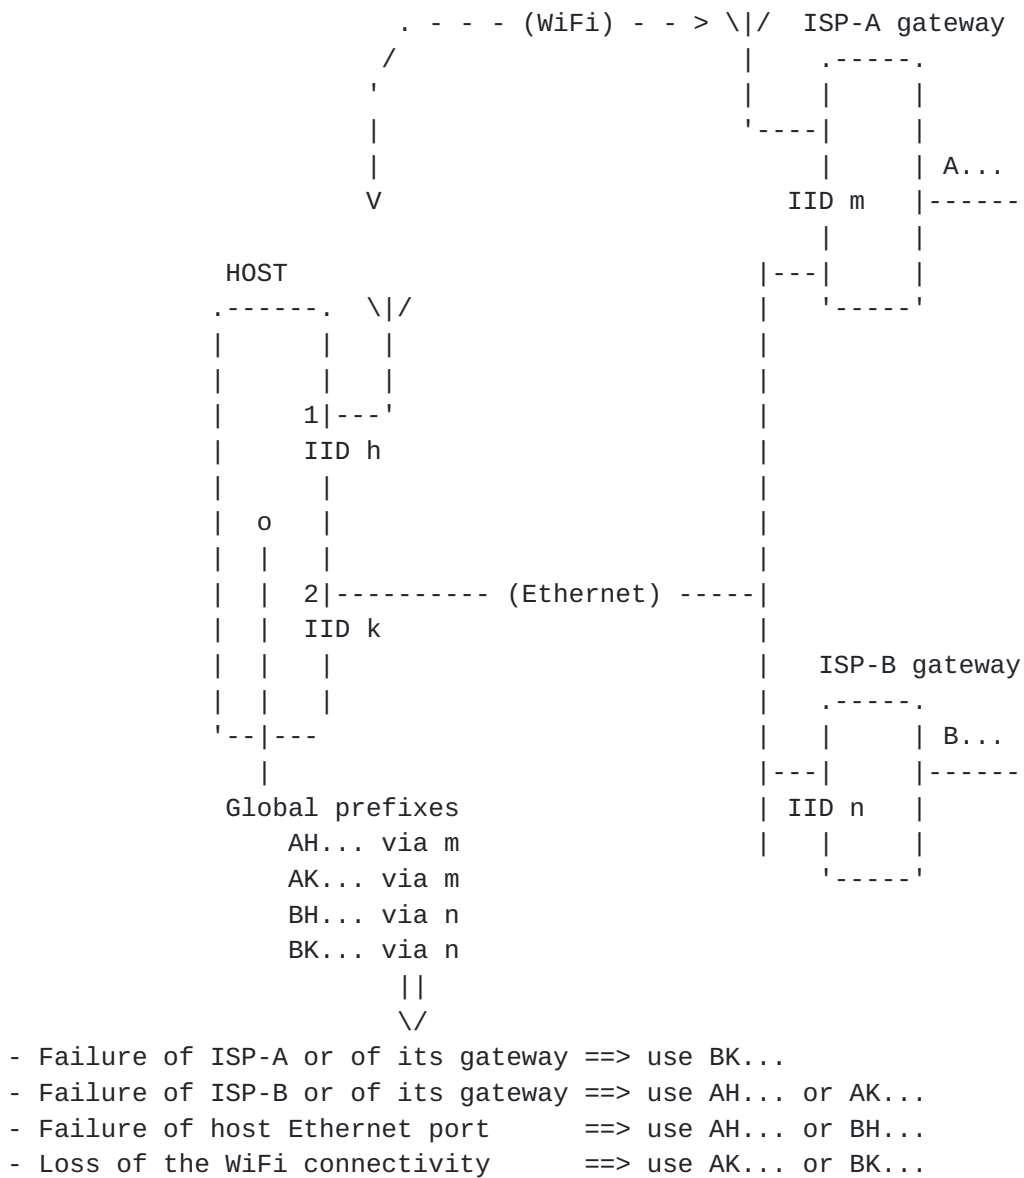 . - - - (WiFi) - - > \|/  ISP-A gateway
                        /                      |    .-----.
                       '                       |    |     |
                       |                       '----|     |
                       |                            |     | A...
                       V                          IID m   |------
                                                    |     |
              HOST                              |---|     |
             .------.  \|/                      |   '-----'
             |      |   |                       |
             |      |   |                       |
             |     1|---'                       |
             |     IID h                        |
             |      |                           |
             |  o   |                           |
             |  |   |                           |
             |  |  2|---------- (Ethernet) -----|
             |  |  IID k                        |
             |  |   |                           |   ISP-B gateway
             |  |   |                           |   .-----.
             '--|---                            |   |     | B...
                |                               |---|     |------
              Global prefixes                   | IID n   |
                  AH... via m                   |   |     |
                  AK... via m                       '-----'
                  BH... via n
                  BK... via n
                         ||
                         \/
- Failure of ISP-A or of its gateway ==> use BK...
- Failure of ISP-B or of its gateway ==> use AH... or AK...
- Failure of host Ethernet port      ==> use AH... or BH...
- Loss of the WiFi connectivity      ==> use AK... or BK...